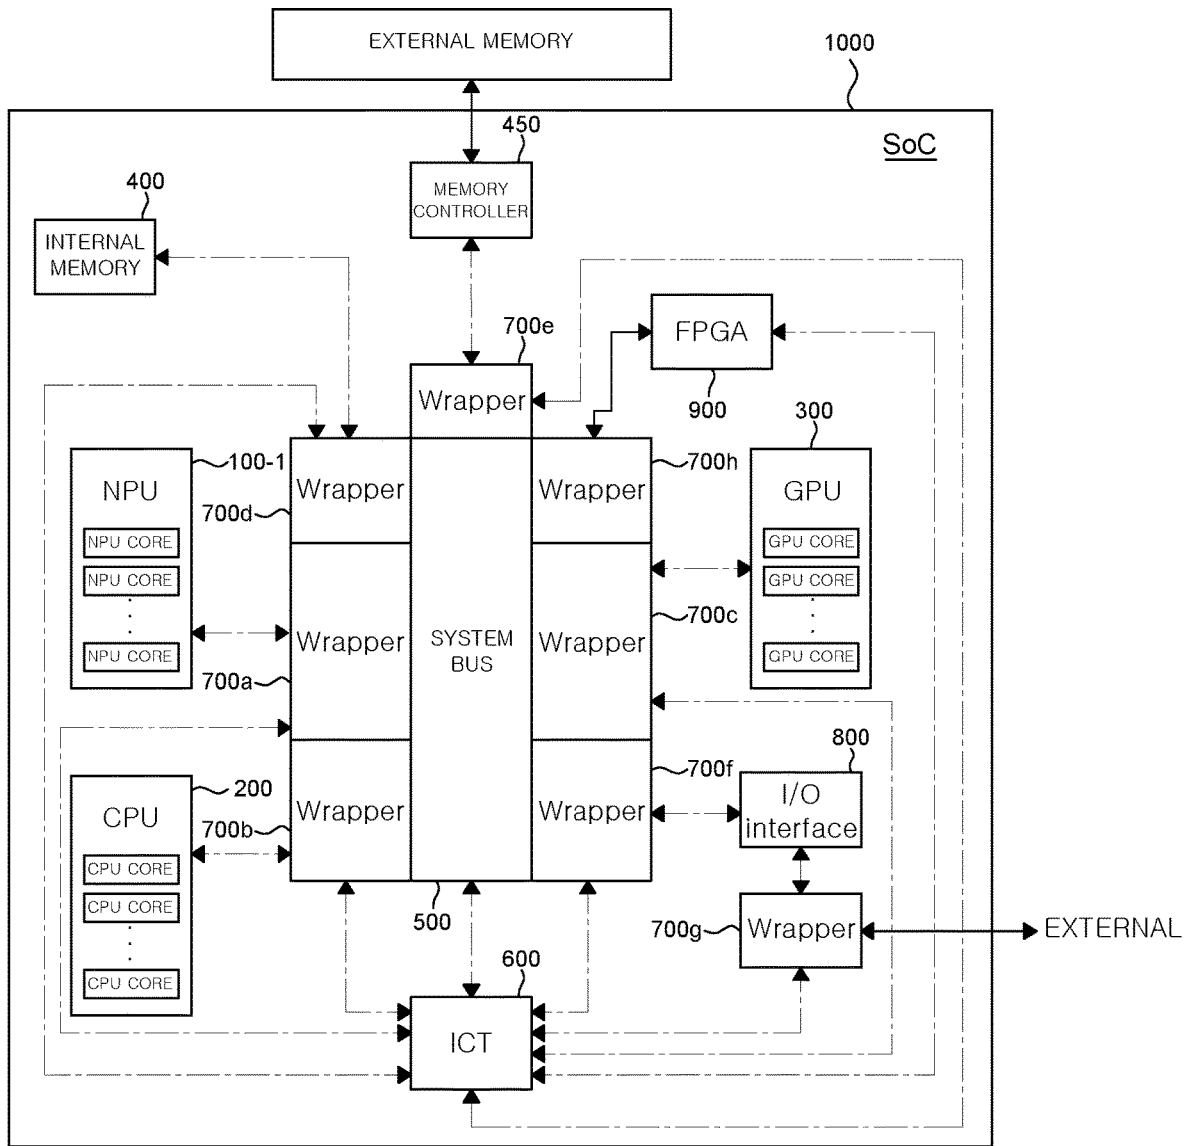 EXTERNAL MEMORY
1000
SoC
450
MEMORY
CONTROLLER
400
INTERNAL
MEMORY
700e
Wrapper
FPGA
900
300
NPU
100-1
NPU CORE
NPU CORE
NPU CORE
700d
Wrapper
Wrapper
700h
GPU
GPU CORE
GPU CORE
GPU CORE
Wrapper
700a
SYSTEM
BUS
Wrapper
700c
CPU
200
CPU CORE
CPU CORE
CPU CORE
700b
Wrapper
Wrapper
700f
800
I/O
interface
500
700g
Wrapper
EXTERNAL
600
ICT